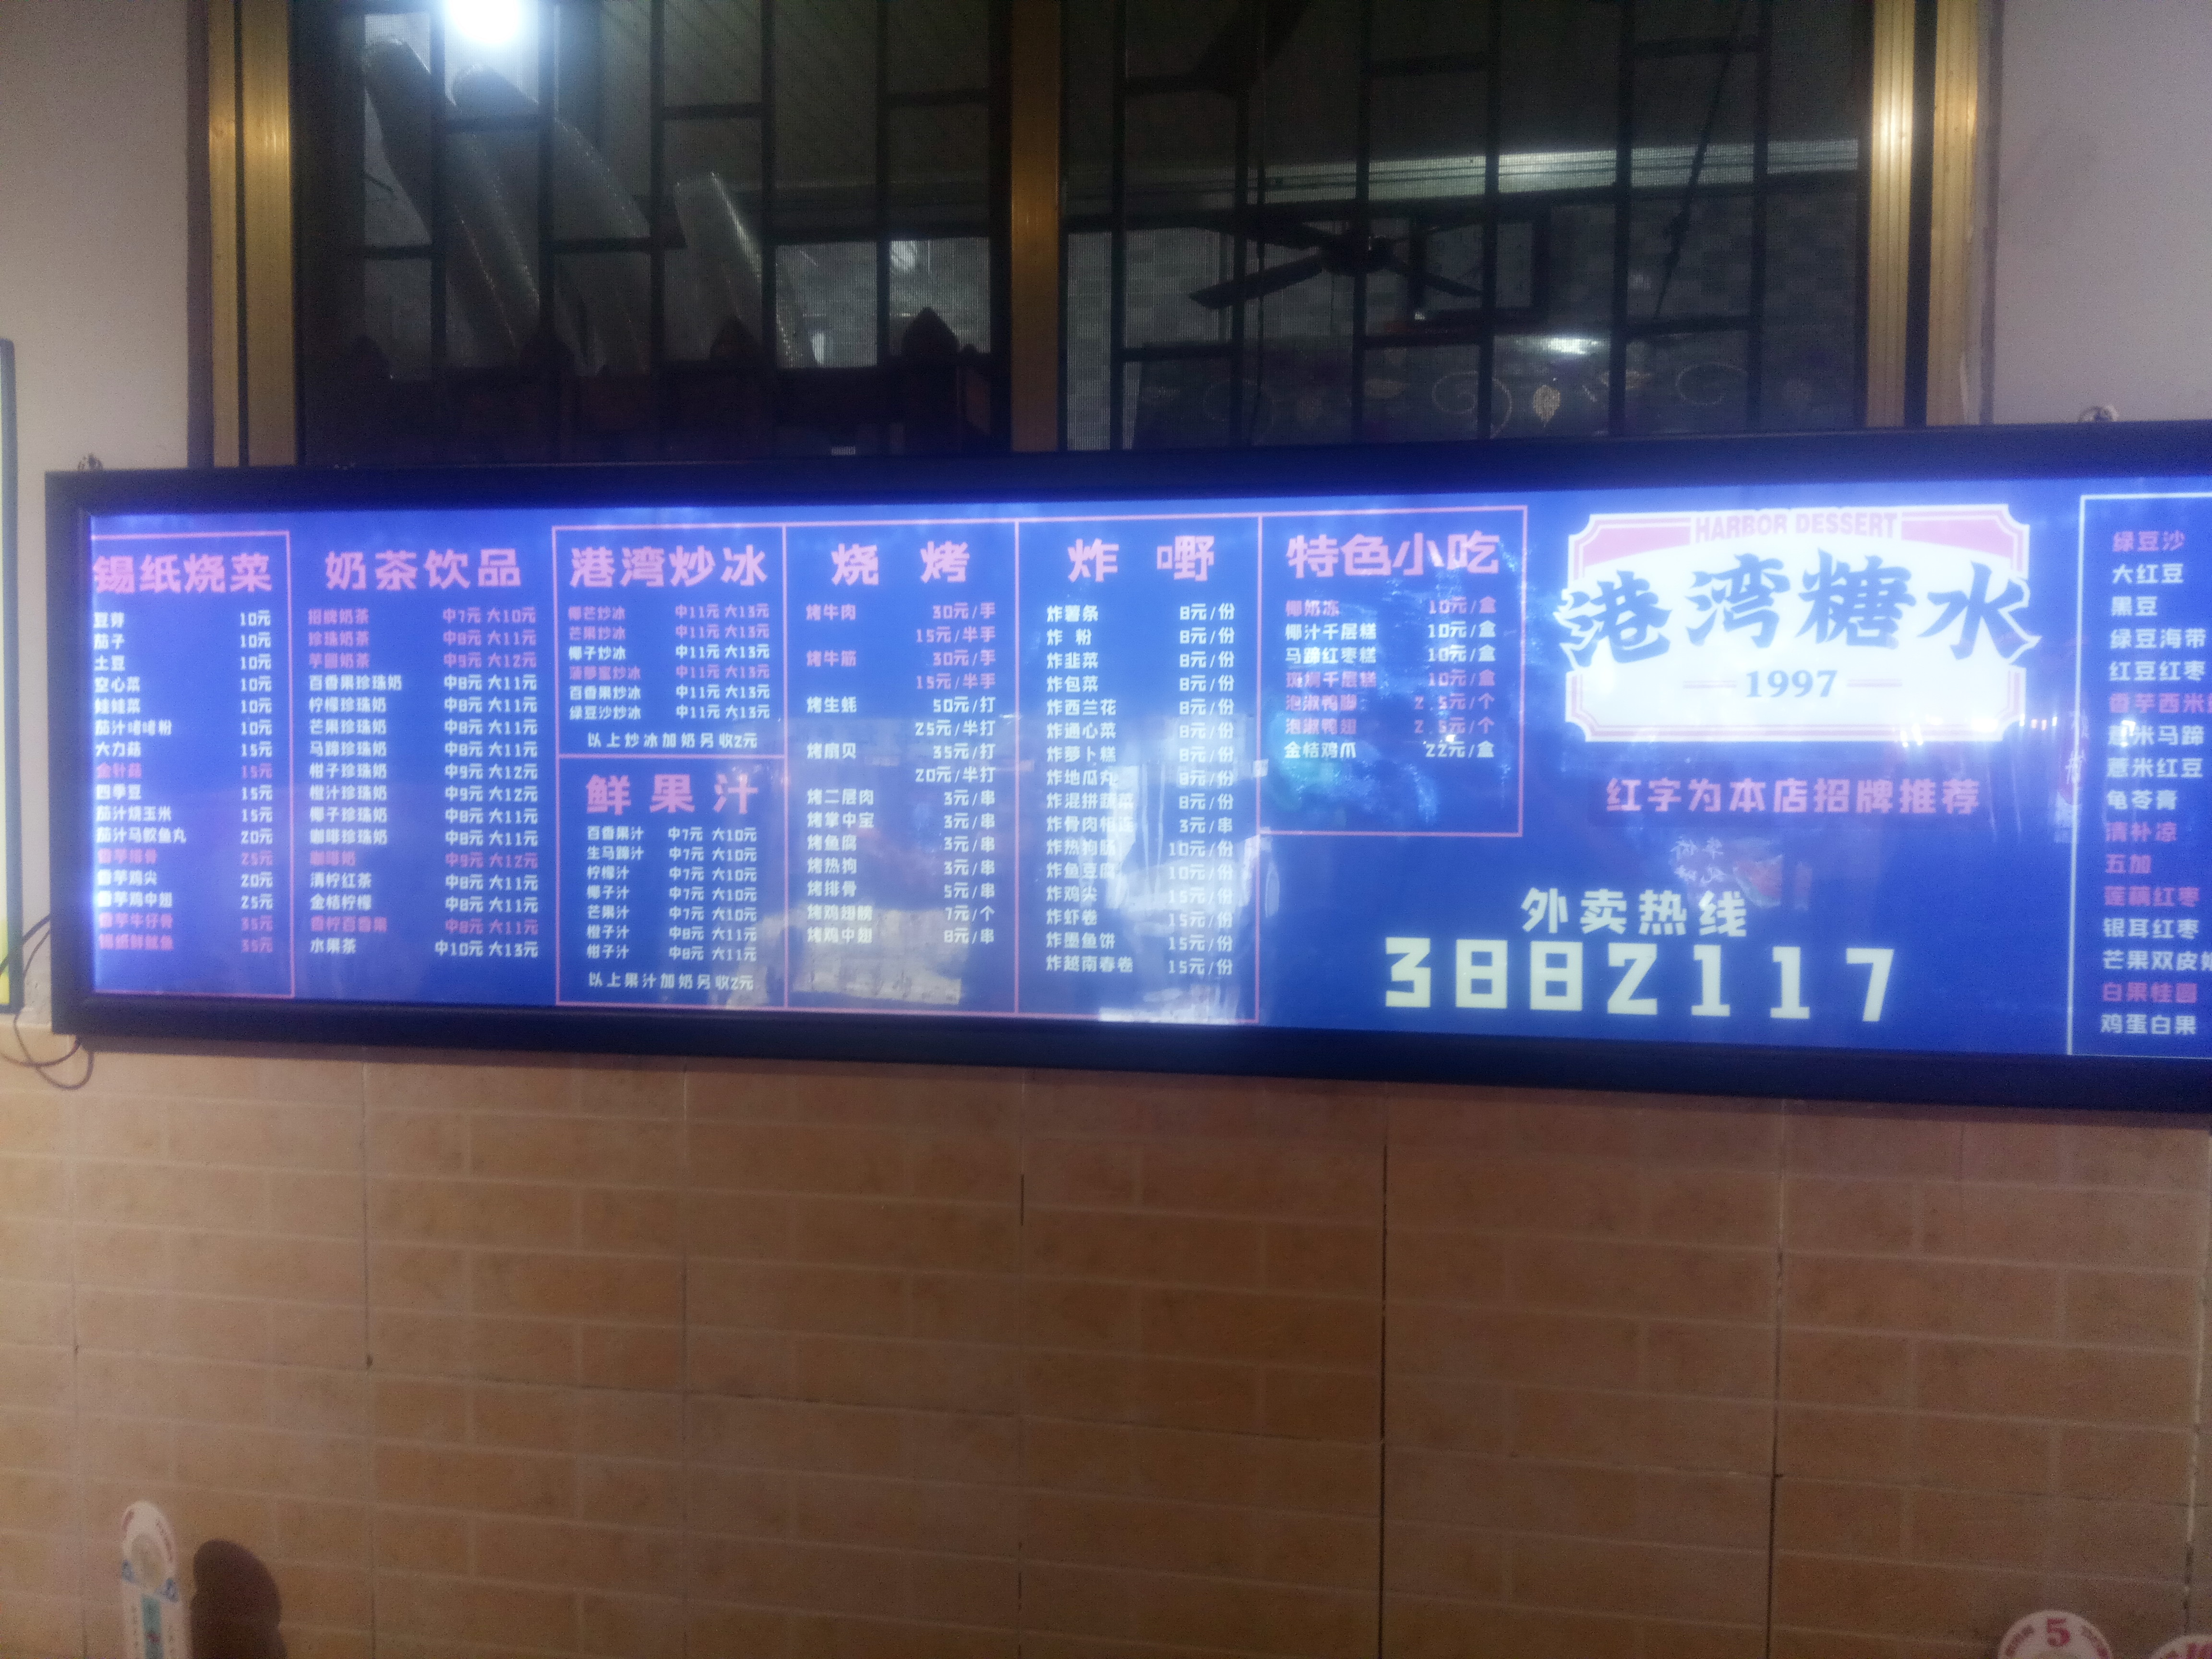 锡纸烧菜
豆芽 10元
茄子 10元
土豆 10元
空心菜 10元
娃娃菜 10元
茄汁啫啫粉 10元
大力菇 15元
金针菇 15元
四季豆 15元
茄汁烧玉米 15元
茄汁马鲛鱼丸 20元
香芋排骨 25元
香芋鸡尖 20元
香芋鸡中翅 25元
香芋牛仔骨 35元
锡纸鲜鱿鱼 35元
奶茶饮品
招牌奶茶 中7元 大10元
珍珠奶茶 中8元 大11元
芋圆奶茶 中9元 大12元
百香果珍珠奶 中8元 大11元
柠檬珍珠奶 中8元 大11元
芒果珍珠奶 中8元 大11元
马蹄珍珠奶 中8元 大11元
柑子珍珠奶 中9元 大12元
橙汁珍珠奶 中9元 大12元
椰子珍珠奶 中8元 大11元
咖啡珍珠奶 中8元 大11元
咖啡奶 中9元 大12元
清柠红茶 中8元 大11元
金桔柠檬 中8元 大11元
香柠百香果 中8元 大11元
水果茶 中10元 大13元
港湾炒冰
椰芒炒冰 中11元 大13元
芒果炒冰 中11元 大13元
椰子炒冰 中11元 大13元
菠萝蜜炒冰 中11元 大13元
百香果炒冰 中11元 大13元
绿豆沙炒冰 中11元 大13元
以上炒冰加奶另收2元
鲜果汁
百香果汁 中7元 大10元
生马蹄汁 中7元 大10元
柠檬汁 中7元 大10元
椰子汁 中7元 大10元
芒果汁 中7元 大10元
橙子汁 中8元 大11元
柑子汁 中8元 大11元
以上果汁加奶另收2元
烧 烤
烤牛肉 30元/手
15元/半手
烤牛筋 30元/手
15元/半手
烤生蚝 50元/打
25元/半打
烤扇贝 35元/打
20元/半打
烤二层肉 3元/串
烤掌中宝 3元/串
烤鱼腐 3元/串
烤热狗 3元/串
烤排骨 5元/串
烤鸡翅膀 7元/个
烤鸡中翅 8元/串
炸 嘢
炸薯条 8元/份
炸 粉 8元/份
炸韭菜 8元/份
炸包菜 8元/份
炸西兰花 8元/份
炸通心菜 8元/份
炸萝卜糕 8元/份
炸地瓜丸 8元/份
炸混拼蔬菜 8元/份
炸骨肉相连 3元/串
炸热狗肠 10元/份
炸鱼豆腐 10元/份
炸鸡尖 15元/份
炸虾卷 15元/份
炸墨鱼饼 15元/份
炸越南春卷 15元/份
特色小吃
椰奶冻 10元/盒
椰汁千层糕 10元/盒
马蹄红枣糕 10元/盒
斑斓千层糕 10元/盒
泡椒鸭脚 2.5元/个
泡椒鸭翅 2.5元/个
金桔鸡爪 22元/盒
HARBOR DESSERT
港湾糖水
1997
红字为本店招牌推荐
外卖热线
3882117
绿豆沙
大红豆
黑豆
绿豆海带
红豆红枣
香芋西米
薏米马蹄
薏米红豆
龟苓膏
清补凉
五加
莲藕红枣
银耳红枣
芒果双皮奶
白果桂圆
鸡蛋白果
5